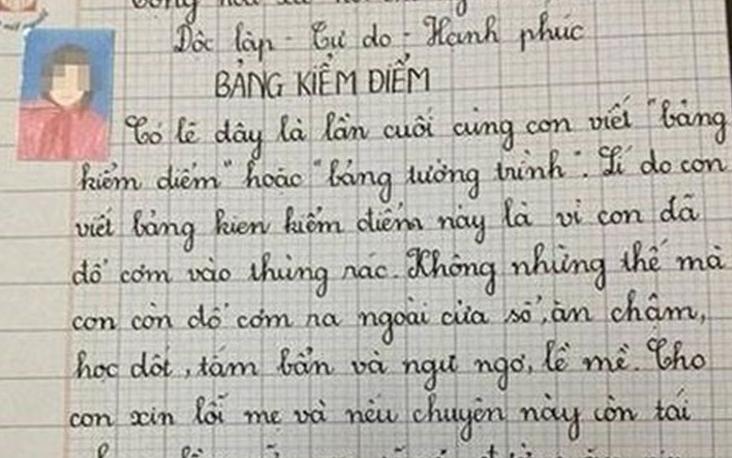 Độc lập - Tự do - Hạnh phúc
BẢNG KIỂM ĐIỂM
Có lẽ đây là lần cuối cùng con viết "bảng
kiểm điểm" hoặc "bảng tường trình". Lí do con
viết bảng kien kiểm điểm này là vì con đã
đổ cơm vào thùng rác. Không những thế mà
con còn đổ cơm ra ngoài cửa sổ, ăn chậm,
học dốt, tắm bẩn và ngu ngơ, lề mề. Cho
con xin lỗi mẹ và nếu chuyện này còn tái